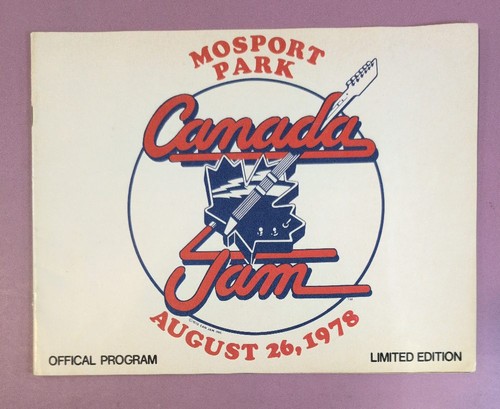 MOSPORT
PARK
Canada
Jam
AUGUST 26, 1978
OFFICAL PROGRAM
LIMITED EDITION